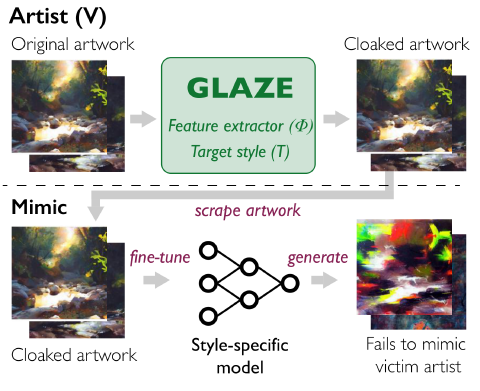 Artist (V)
Original artwork
Cloaked artwork
GLAZE
Feature extractor (Φ)
Target style (T)
Mimic
scrape artwork
fine-tune
generate
Cloaked artwork
Style-specific
model
Fails to mimic
victim artist